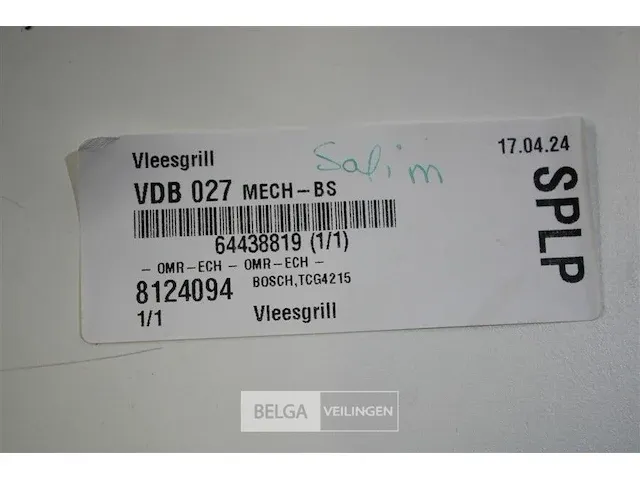 Vleesgrill
Salim
17.04.24
VDB 027 MECH-BS
64438819 (1/1)
- OMR-ECH - OMR-ECH -
8124094 BOSCH,TCG4215
1/1 Vleesgrill
SPLP
BELGA VEILINGEN